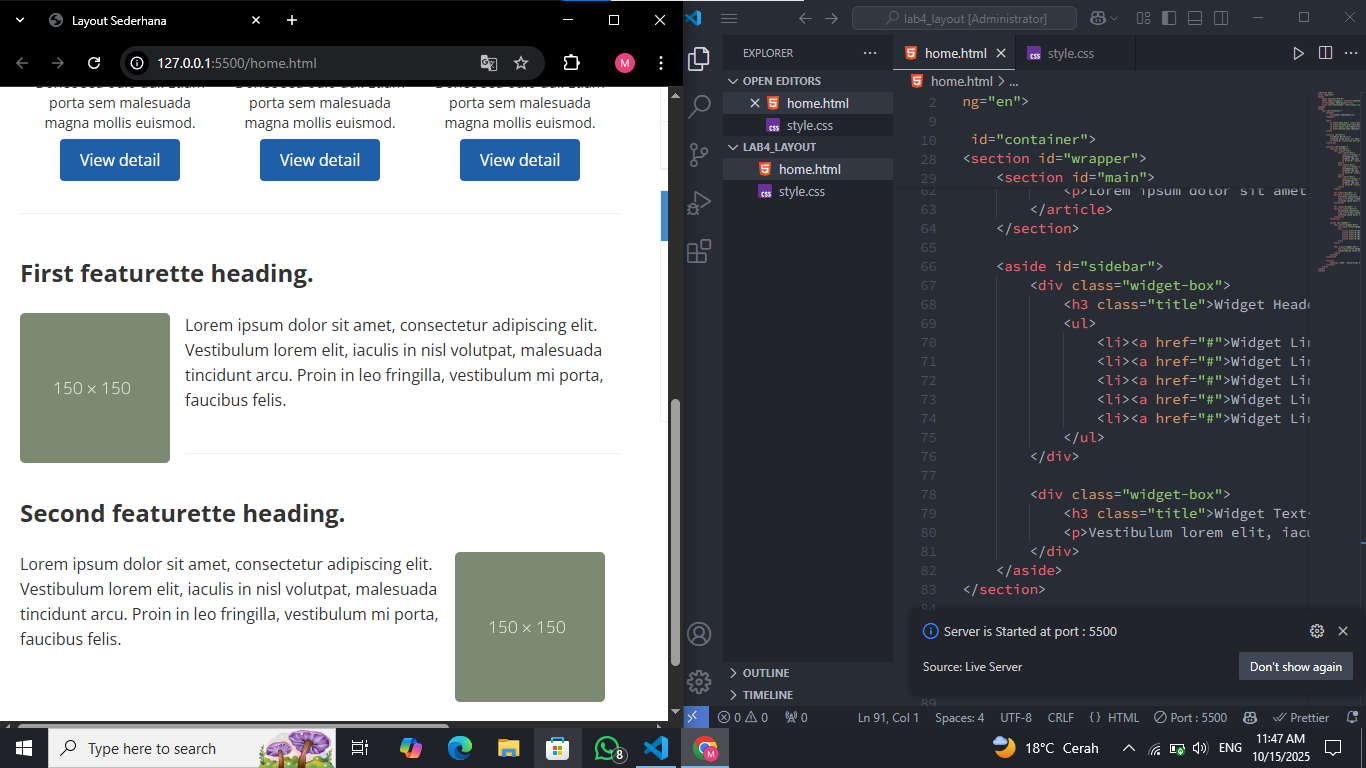 Layout Sederhana
127.0.0.1:5500/home.html
M
porta sem malesuada
magna mollis euismod.
View detail
porta sem malesuada
magna mollis euismod.
View detail
porta sem malesuada
magna mollis euismod.
View detail
First featurette heading.
150 × 150
Lorem ipsum dolor sit amet, consectetur adipiscing elit.
Vestibulum lorem elit, iaculis in nisl volutpat, malesuada
tincidunt arcu. Proin in leo fringilla, vestibulum mi porta,
faucibus felis.
Second featurette heading.
Lorem ipsum dolor sit amet, consectetur adipiscing elit.
Vestibulum lorem elit, iaculis in nisl volutpat, malesuada
tincidunt arcu. Proin in leo fringilla, vestibulum mi porta,
faucibus felis.
150 × 150
lab4_layout [Administrator]
EXPLORER
OPEN EDITORS
home.html
style.css
LAB4_LAYOUT
home.html
style.css
OUTLINE
TIMELINE
home.html
style.css
home.html > ...
2 ng="en">
9
10 id="container">
28 <section id="wrapper">
29 <section id="main">
62 <p>Lorem ipsum dolor sit amet,
63 </article>
64 </section>
65
66 <aside id="sidebar">
67 <div class="widget-box">
68 <h3 class="title">Widget Heade
69 <ul>
70 <li><a href="#">Widget Lin
71 <li><a href="#">Widget Lin
72 <li><a href="#">Widget Lin
73 <li><a href="#">Widget Lin
74 <li><a href="#">Widget Lin
75 </ul>
76 </div>
77
78 <div class="widget-box">
79 <h3 class="title">Widget Text<
80 <p>Vestibulum lorem elit, iacu
81 </div>
82 </aside>
83 </section>
84
89
Server is Started at port : 5500
Source: Live Server
Don't show again
0 0 0
Ln 91, Col 1
Spaces: 4
UTF-8
CRLF
{ } HTML
Port : 5500
Prettier
Type here to search
8
M
18°C Cerah
ENG
11:47 AM
10/15/2025